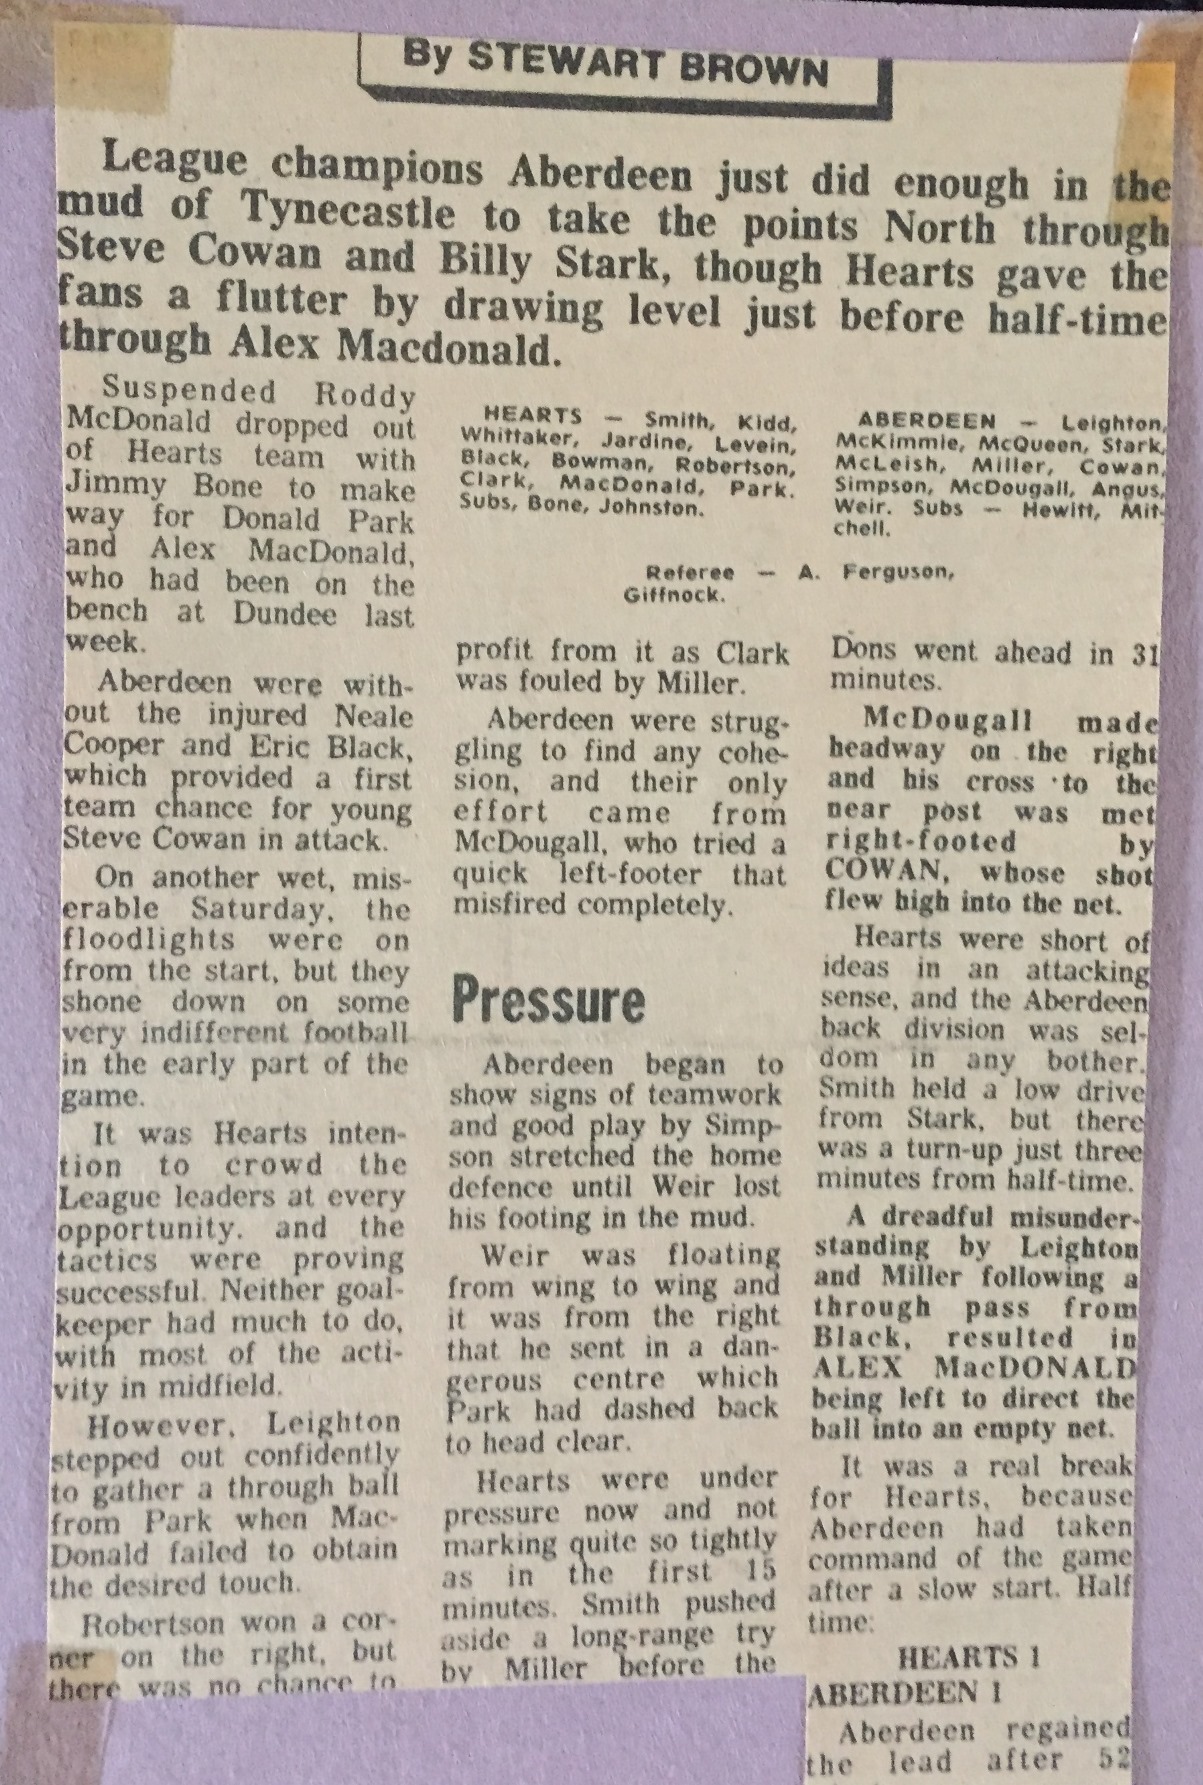 By STEWART BROWN
League champions Aberdeen just did enough in the
mud of Tynecastle to take the points North through
Steve Cowan and Billy Stark, though Hearts gave the
fans a flutter by drawing level just before half-time
through Alex Macdonald.
Suspended Roddy
McDonald dropped out
of Hearts team with
Jimmy Bone to make
way for Donald Park
and Alex MacDonald,
who had been on the
bench at Dundee last
week.
Aberdeen were with-
out the injured Neale
Cooper and Eric Black,
which provided a first
team chance for young
Steve Cowan in attack.
On another wet, mis-
erable Saturday, the
floodlights were on
from the start, but they
shone down on some
very indifferent football
in the early part of the
game.
It was Hearts inten-
tion to crowd the
League leaders at every
opportunity. and the
tactics were proving
successful. Neither goal-
keeper had much to do,
with most of the acti-
vity in midfield.
However, Leighton
stepped out confidently
to gather a through ball
from Park when Mac-
Donald failed to obtain
the desired touch.
Robertson won a cor-
ner on the right, but
there was no chance to
HEARTS — Smith, Kidd,
Whittaker, Jardine, Levein,
Black, Bowman, Robertson,
Clark, MacDonald, Park.
Subs, Bone, Johnston.
ABERDEEN — Leighton,
McKimmie, McQueen, Stark,
McLeish, Miller, Cowan,
Simpson, McDougall, Angus,
Weir. Subs — Hewitt, Mit-
chell.
Referee — A. Ferguson,
Giffnock.
profit from it as Clark
was fouled by Miller.
Aberdeen were strug-
gling to find any cohe-
sion, and their only
effort came from
McDougall, who tried a
quick left-footer that
misfired completely.
Pressure
Aberdeen began to
show signs of teamwork
and good play by Simp-
son stretched the home
defence until Weir lost
his footing in the mud.
Weir was floating
from wing to wing and
it was from the right
that he sent in a dan-
gerous centre which
Park had dashed back
to head clear.
Hearts were under
pressure now and not
marking quite so tightly
as in the first 15
minutes. Smith pushed
aside a long-range try
by Miller before the
Dons went ahead in 31
minutes.
McDougall made
headway on the right
and his cross to the
near post was met
right-footed by
COWAN, whose shot
flew high into the net.
Hearts were short of
ideas in an attacking
sense, and the Aberdeen
back division was sel-
dom in any bother.
Smith held a low drive
from Stark, but there
was a turn-up just three
minutes from half-time.
A dreadful misunder-
standing by Leighton
and Miller following a
through pass from
Black, resulted in
ALEX MacDONALD
being left to direct the
ball into an empty net.
It was a real break
for Hearts, because
Aberdeen had taken
command of the game
after a slow start. Half
time:
HEARTS 1
ABERDEEN 1
Aberdeen regained
the lead after 52